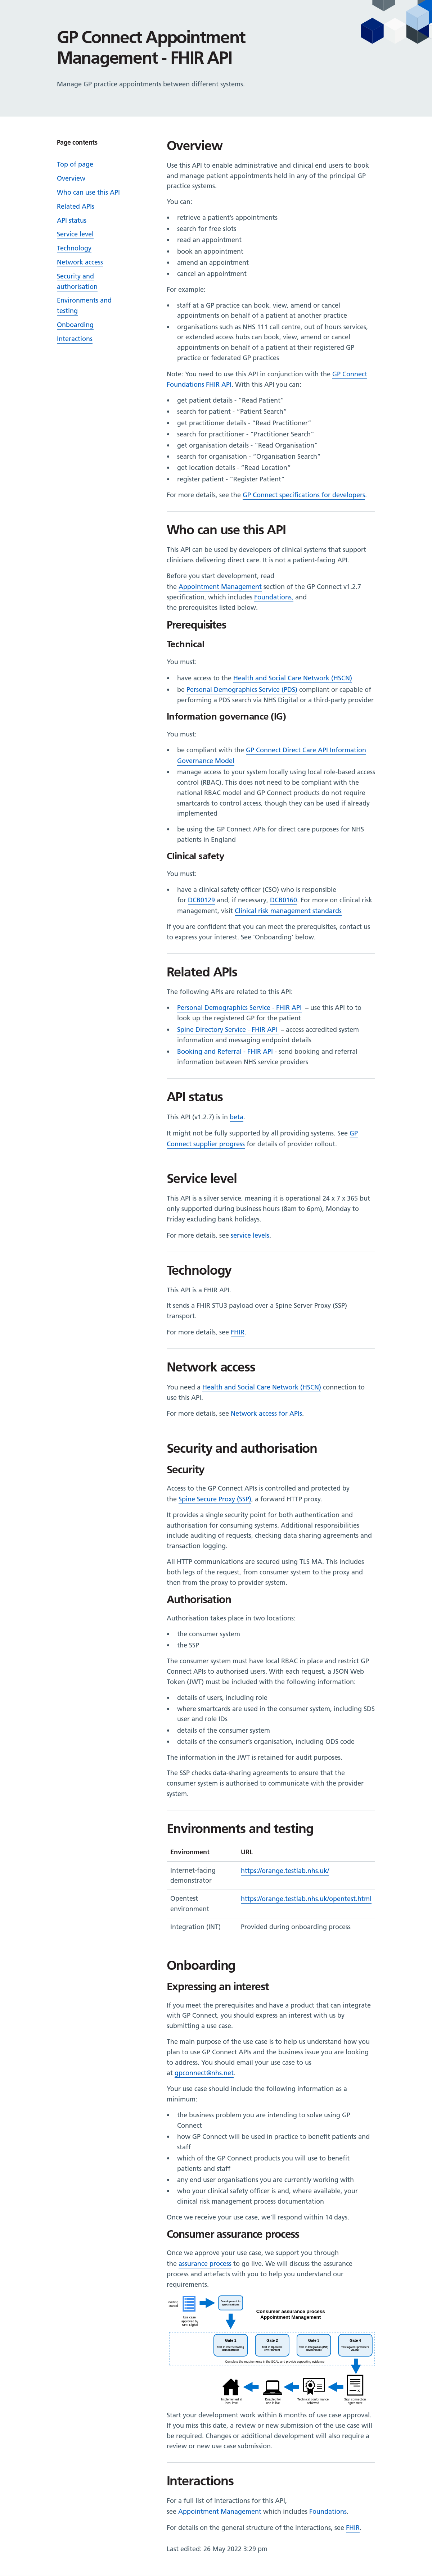 GP Connect Appointment
Management - FHIR API
Manage GP practice appointments between different systems.
Page contents
Top of page
Overview
Who can use this API
Related APIs
API status
Service level
Technology
Network access
Security and
authorisation
Environments and
testing
Onboarding
Interactions
Overview
Use this API to enable administrative and clinical end users to book
and manage patient appointments held in any of the principal GP
practice systems.
You can:
• retrieve a patient's appointments
• search for free slots
• read an appointment
• book an appointment
• amend an appointment
• cancel an appointment
For example:
• staff at a GP practice can book, view, amend or cancel
appointments on behalf of a patient at another practice
• organisations such as NHS 111 call centre, out of hours services,
or extended access hubs can book, view, amend or cancel
appointments on behalf of a patient at their registered GP
practice or federated GP practices
Note: You need to use this API in conjunction with the GP Connect
Foundations FHIR API. With this API you can:
• get patient details - “Read Patient”
• search for patient - “Patient Search”
• get practitioner details - “Read Practitioner”
• search for practitioner - “Practitioner Search”
• get organisation details - “Read Organisation”
• search for organisation - “Organisation Search”
• get location details - “Read Location”
• register patient - “Register Patient”
For more details, see the GP Connect specifications for developers.
Who can use this API
This API can be used by developers of clinical systems that support
clinicians delivering direct care. It is not a patient-facing API.
Before you start development, read
the Appointment Management section of the GP Connect v1.2.7
specification, which includes Foundations, and
the prerequisites listed below.
Prerequisites
Technical
You must:
• have access to the Health and Social Care Network (HSCN)
• be Personal Demographics Service (PDS) compliant or capable of
performing a PDS search via NHS Digital or a third-party provider
Information governance (IG)
You must:
• be compliant with the GP Connect Direct Care API Information
Governance Model
• manage access to your system locally using local role-based access
control (RBAC). This does not need to be compliant with the
national RBAC model and GP Connect products do not require
smartcards to control access, though they can be used if already
implemented
• be using the GP Connect APIs for direct care purposes for NHS
patients in England
Clinical safety
You must:
• have a clinical safety officer (CSO) who is responsible
for DCB0129 and, if necessary, DCB0160. For more on clinical risk
management, visit Clinical risk management standards
If you are confident that you can meet the prerequisites, contact us
to express your interest. See 'Onboarding' below.
Related APIs
The following APIs are related to this API:
• Personal Demographics Service - FHIR API – use this API to to
look up the registered GP for the patient
• Spine Directory Service - FHIR API – access accredited system
information and messaging endpoint details
• Booking and Referral - FHIR API - send booking and referral
information between NHS service providers
API status
This API (v1.2.7) is in beta.
It might not be fully supported by all providing systems. See GP
Connect supplier progress for details of provider rollout.
Service level
This API is a silver service, meaning it is operational 24 x 7 x 365 but
only supported during business hours (8am to 6pm), Monday to
Friday excluding bank holidays.
For more details, see service levels.
Technology
This API is a FHIR API.
It sends a FHIR STU3 payload over a Spine Server Proxy (SSP)
transport.
For more details, see FHIR.
Network access
You need a Health and Social Care Network (HSCN) connection to
use this API.
For more details, see Network access for APIs.
Security and authorisation
Security
Access to the GP Connect APIs is controlled and protected by
the Spine Secure Proxy (SSP), a forward HTTP proxy.
It provides a single security point for both authentication and
authorisation for consuming systems. Additional responsibilities
include auditing of requests, checking data sharing agreements and
transaction logging.
All HTTP communications are secured using TLS MA. This includes
both legs of the request, from consumer system to the proxy and
then from the proxy to provider system.
Authorisation
Authorisation takes place in two locations:
• the consumer system
• the SSP
The consumer system must have local RBAC in place and restrict GP
Connect APIs to authorised users. With each request, a JSON Web
Token (JWT) must be included with the following information:
• details of users, including role
• where smartcards are used in the consumer system, including SDS
user and role IDs
• details of the consumer system
• details of the consumer's organisation, including ODS code
The information in the JWT is retained for audit purposes.
The SSP checks data-sharing agreements to ensure that the
consumer system is authorised to communicate with the provider
system.
Environments and testing
Environment URL
Internet-facing
demonstrator https://orange.testlab.nhs.uk/
Opentest
environment https://orange.testlab.nhs.uk/opentest.html
Integration (INT) Provided during onboarding process
Onboarding
Expressing an interest
If you meet the prerequisites and have a product that can integrate
with GP Connect, you should express an interest with us by
submitting a use case.
The main purpose of the use case is to help us understand how you
plan to use GP Connect APIs and the business issue you are looking
to address. You should email your use case to us
at gpconnect@nhs.net.
Your use case should include the following information as a
minimum:
• the business problem you are intending to solve using GP
Connect
• how GP Connect will be used in practice to benefit patients and
staff
• which of the GP Connect products you will use to benefit
patients and staff
• any end user organisations you are currently working with
• who your clinical safety officer is and, where available, your
clinical risk management process documentation
Once we receive your use case, we'll respond within 14 days.
Consumer assurance process
Once we approve your use case, we support you through
the assurance process to go live. We will discuss the assurance
process and artefacts with you to help you understand our
requirements.
Getting
started
Use case
approved by
NHS Digital
Development to
specifications
Consumer assurance process
Appointment Management
Gate 1
Gate 2
Gate 3
Gate 4
Complete the requirements in the SCAL and provide supporting evidence
Implemented at
local level
Enabled for
use in live
Technical conformance
achieved
Sign connection
agreement
Start your development work within 6 months of use case approval.
If you miss this date, a review or new submission of the use case will
be required. Changes or additional development will also require a
review or new use case submission.
Interactions
For a full list of interactions for this API,
see Appointment Management which includes Foundations.
For details on the general structure of the interactions, see FHIR.
Last edited: 26 May 2022 3:29 pm